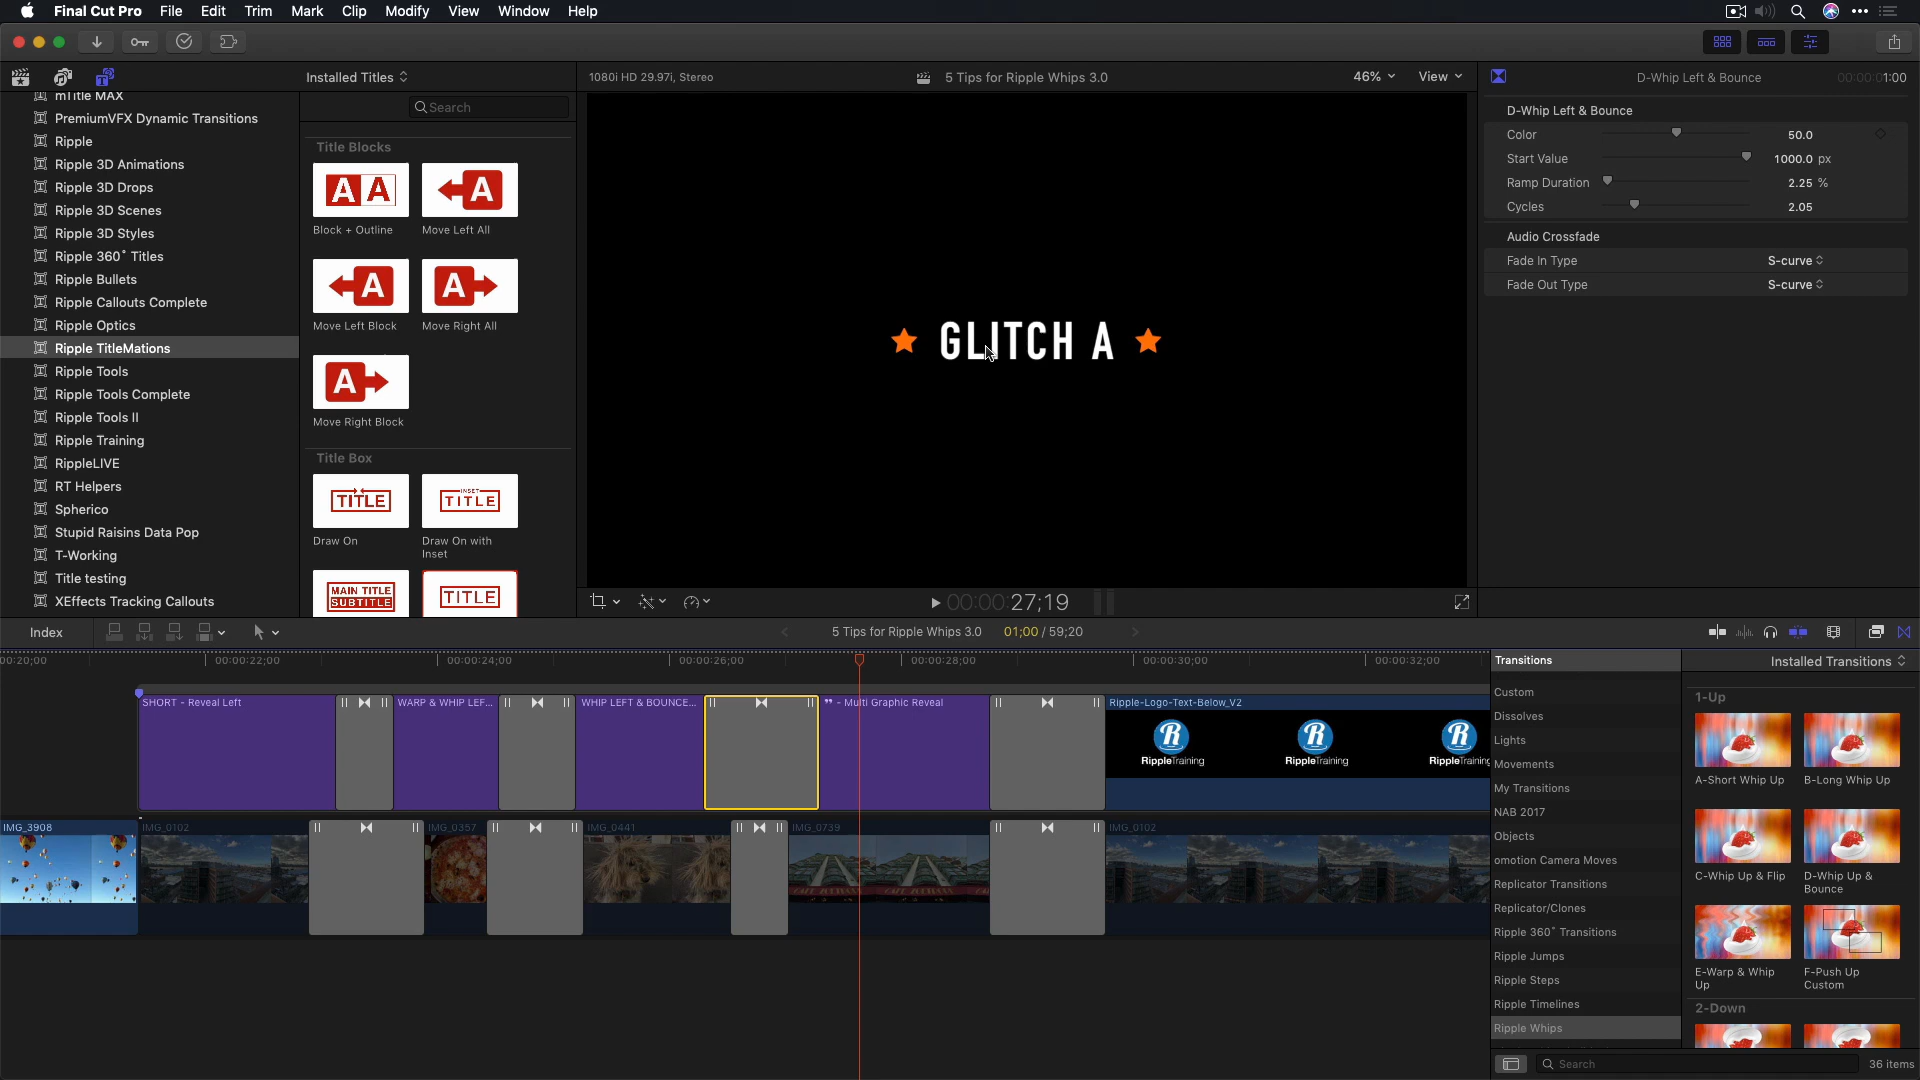 Final Cut Pro File Edit Trim Mark Clip Modify View Window Help
Installed Titles
1080i HD 29.97i, Stereo
5 Tips for Ripple Whips 3.0
46%
View
D-Whip Left & Bounce
00:00:01:00
mTitle MAX
PremiumVFX Dynamic Transitions
Ripple
Ripple 3D Animations
Ripple 3D Drops
Ripple 3D Scenes
Ripple 3D Styles
Ripple 360° Titles
Ripple Bullets
Ripple Callouts Complete
Ripple Optics
Ripple TitleMations
Ripple Tools
Ripple Tools Complete
Ripple Tools II
Ripple Training
RippleLIVE
RT Helpers
Spherico
Stupid Raisins Data Pop
T-Working
Title testing
XEffects Tracking Callouts
Search
Title Blocks
A A
A
Block + Outline
Move Left All
A
A
Move Left Block
Move Right All
A
Move Right Block
Title Box
TITLE
INSET
TITLE
Draw On
Draw On with
Inset
MAIN TITLE
SUBTITLE
TITLE
GLITCH A
00:00:27;19
D-Whip Left & Bounce
Color 50.0
Start Value 1000.0 px
Ramp Duration 2.25 %
Cycles 2.05
Audio Crossfade
Fade In Type S-curve
Fade Out Type S-curve
Index
5 Tips for Ripple Whips 3.0 01;00 / 59;20
00:20;00
00:00:22;00
00:00:24;00
00:00:26;00
00:00:28;00
00:00:30;00
00:00:32;00
SHORT - Reveal Left
WARP & WHIP LEF...
WHIP LEFT & BOUNCE...
" - Multi Graphic Reveal
Ripple-Logo-Text-Below_V2
R
RippleTraining
R
RippleTraining
R
RippleTraining
IMG_3908
IMG_0102
IMG_0357
IMG_0441
IMG_0739
IMG_0102
Transitions
Custom
Dissolves
Lights
Movements
My Transitions
NAB 2017
Objects
omotion Camera Moves
Replicator Transitions
Replicator/Clones
Ripple 360° Transitions
Ripple Jumps
Ripple Steps
Ripple Timelines
Ripple Whips
Installed Transitions
1-Up
A-Short Whip Up
B-Long Whip Up
C-Whip Up & Flip
D-Whip Up &
Bounce
E-Warp & Whip
Up
F-Push Up
Custom
2-Down
Search
36 items